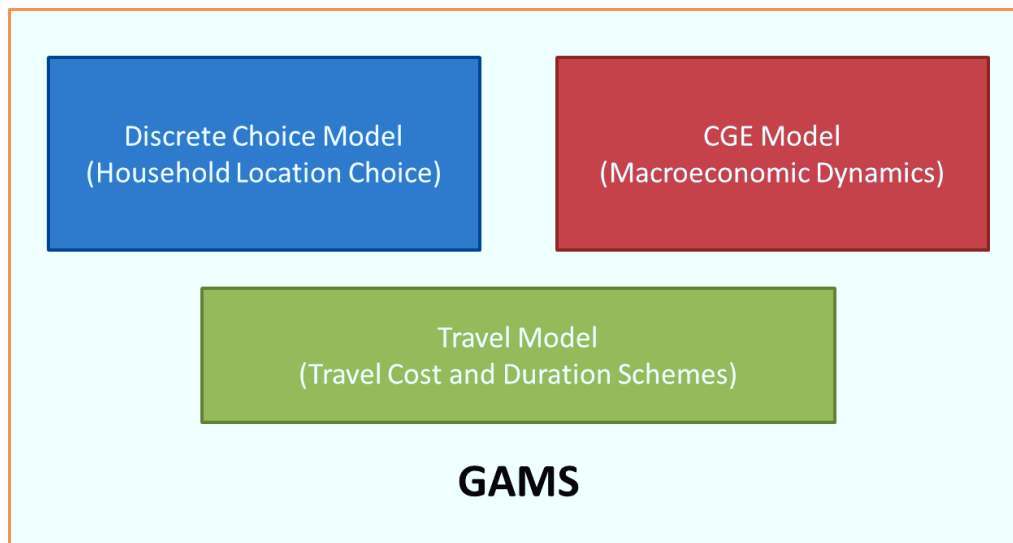 Discrete Choice Model
(Household Location Choice)
CGE Model
(Macroeconomic Dynamics)
Travel Model
(Travel Cost and Duration Schemes)
GAMS